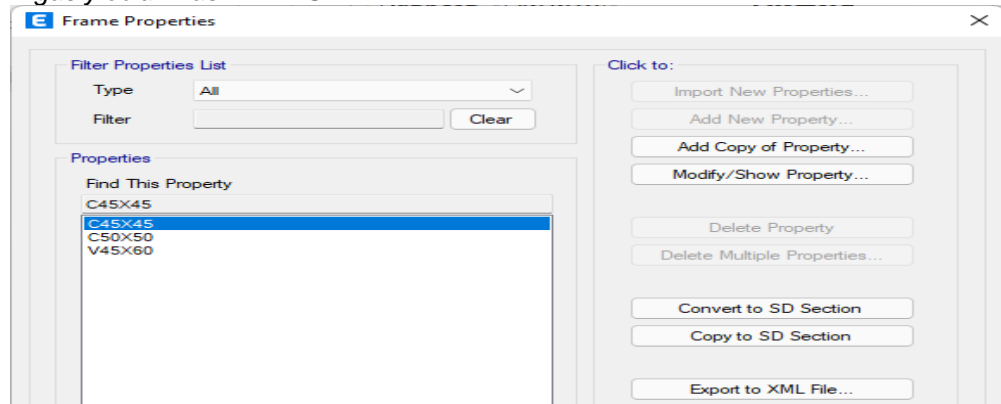 E Frame Properties
Filter Properties List
Type All
Filter Clear
Properties
Find This Property
C45X45
C45X45
C50X50
V45X60
Click to:
Import New Properties...
Add New Property...
Add Copy of Property...
Modify/Show Property...
Delete Property
Delete Multiple Properties...
Convert to SD Section
Copy to SD Section
Export to XML File...